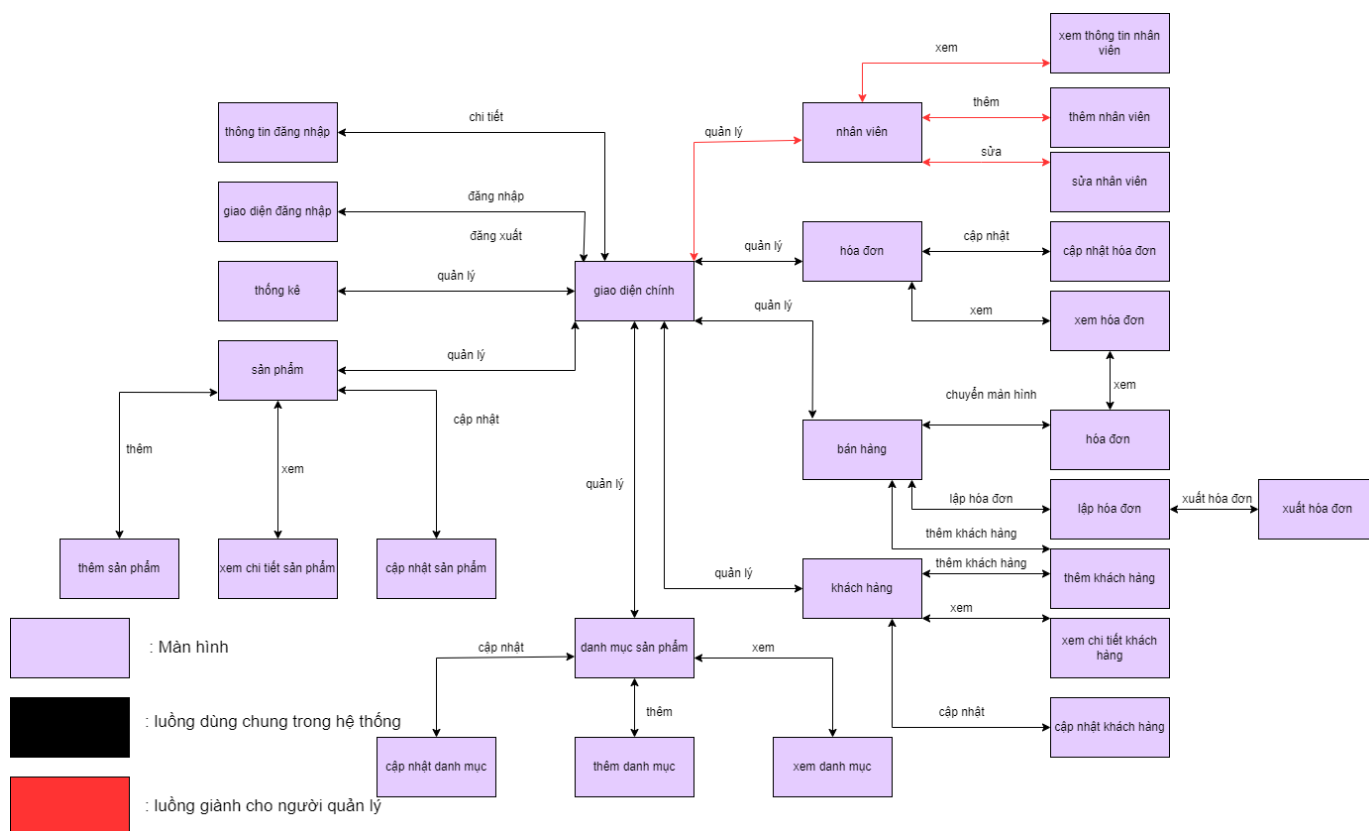 xem thông tin nhân
viên
xem
thông tin đăng nhập
chi tiết
thêm
thêm nhân viên
quản lý
nhân viên
sửa
sửa nhân viên
giao diện đăng nhập
đăng nhập
đăng xuất
quản lý
hóa đơn
cập nhật
cập nhật hóa đơn
thống kê
quản lý
giao diện chính
quản lý
xem
xem hóa đơn
sản phẩm
quản lý
xem
chuyển màn hình
cập nhật
bán hàng
hóa đơn
thêm
xem
quản lý
lập hóa đơn
lập hóa đơn
xuất hóa đơn
xuất hóa đơn
thêm khách hàng
thêm sản phẩm
xem chi tiết sản phẩm
cập nhật sản phẩm
quản lý
khách hàng
thêm khách hàng
thêm khách hàng
xem
xem chi tiết khách
hàng
: Màn hình
cập nhật
danh mục sản phẩm
xem
thêm
cập nhật
cập nhật khách hàng
: luồng dùng chung trong hệ thống
cập nhật danh mục
thêm danh mục
xem danh mục
: luồng giành cho người quản lý